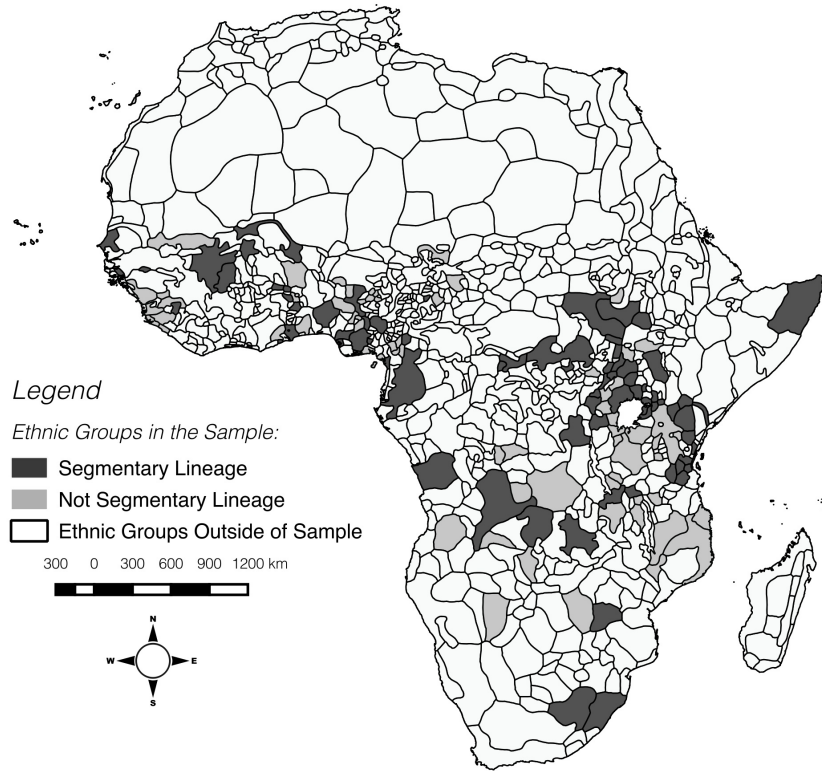 Legend
Ethnic Groups in the Sample:
Segmentary Lineage
Not Segmentary Lineage
Ethnic Groups Outside of Sample
300 0 300 600 900 1200 km
N
W E
S